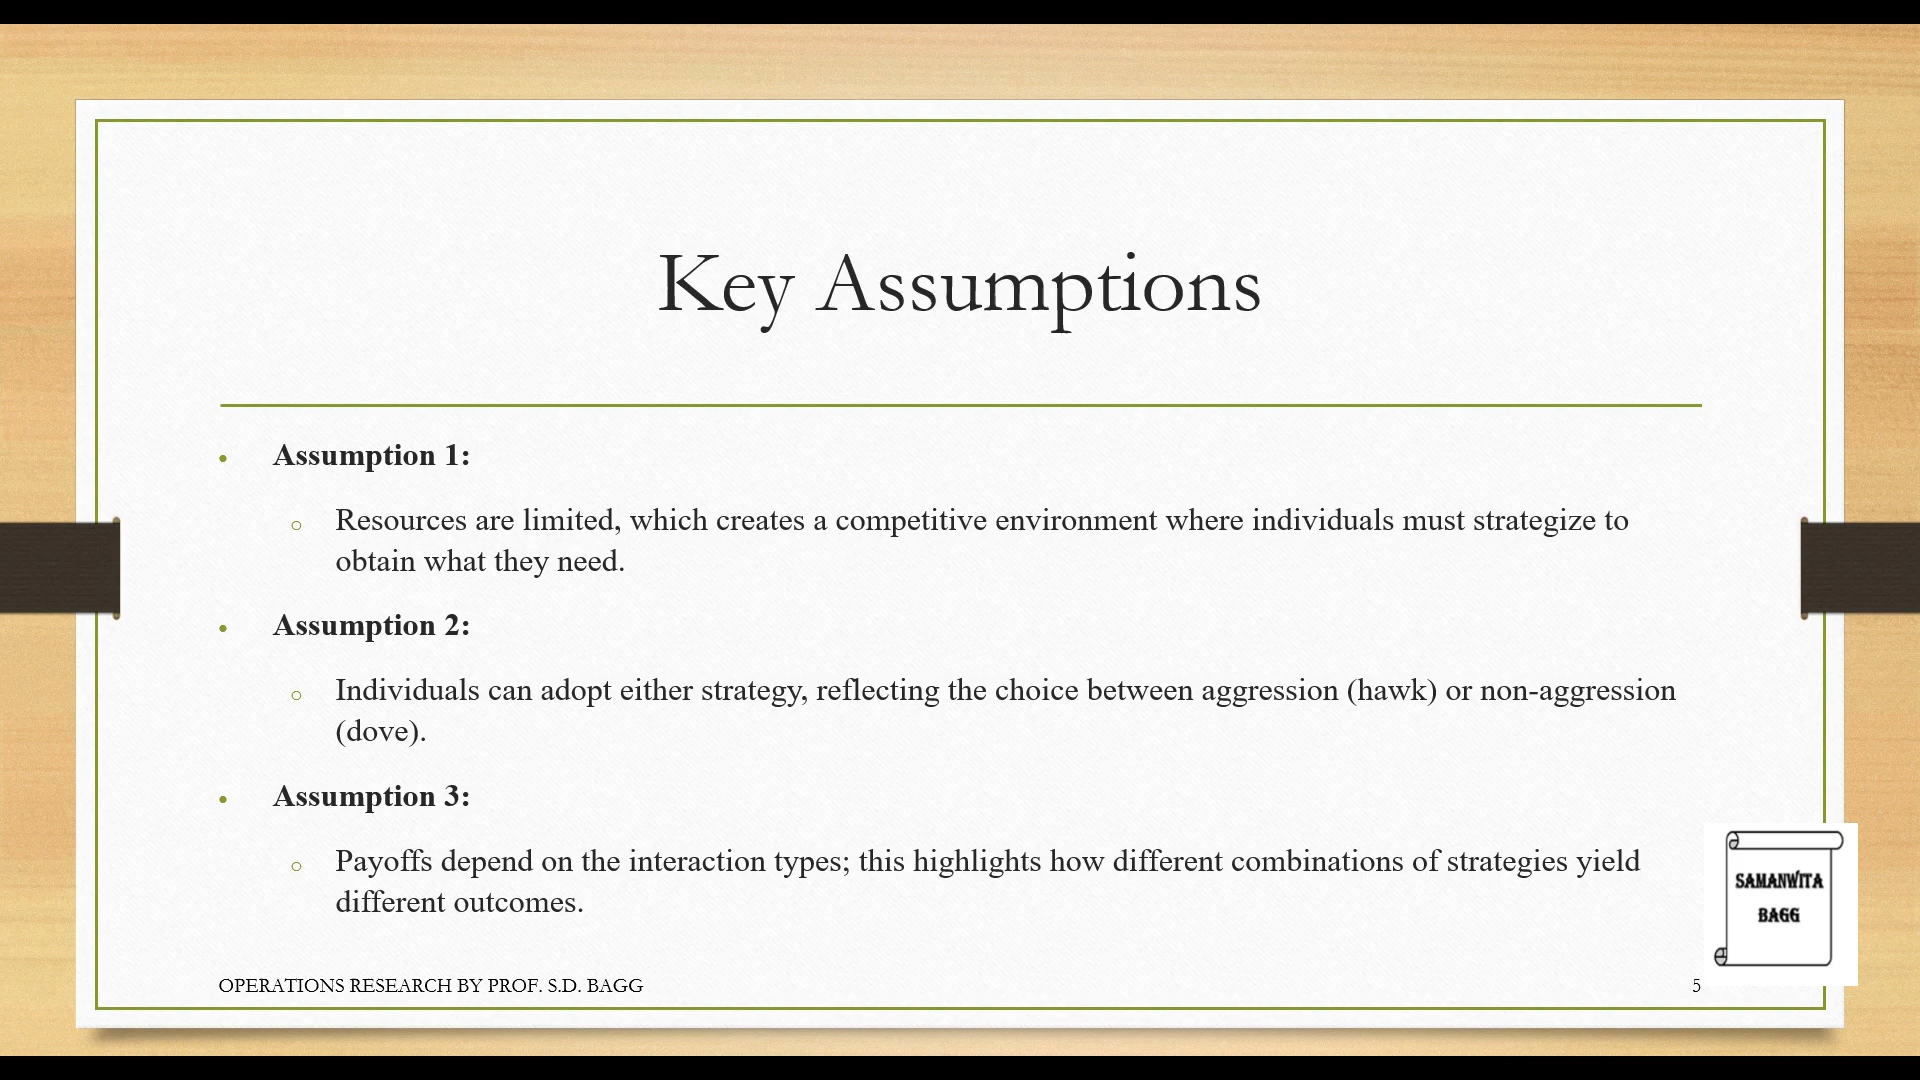 Key Assumptions
• Assumption 1:
○ Resources are limited, which creates a competitive environment where individuals must strategize to
obtain what they need.
• Assumption 2:
○ Individuals can adopt either strategy, reflecting the choice between aggression (hawk) or non-aggression
(dove).
• Assumption 3:
○ Payoffs depend on the interaction types; this highlights how different combinations of strategies yield
different outcomes.
SAMANWITA
BAGG
OPERATIONS RESEARCH BY PROF. S.D. BAGG
5